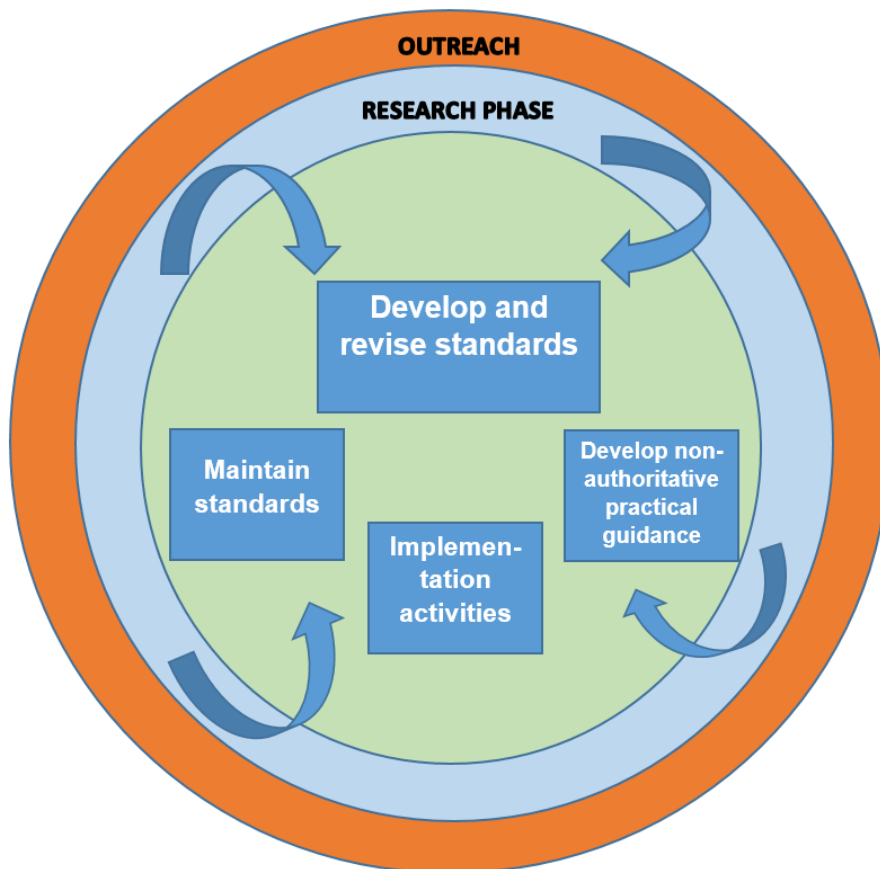 OUTREACH
RESEARCH PHASE
Develop and
revise standards
Maintain
standards
Develop non-
authoritative
practical
guidance
Implemen-
tation
activities